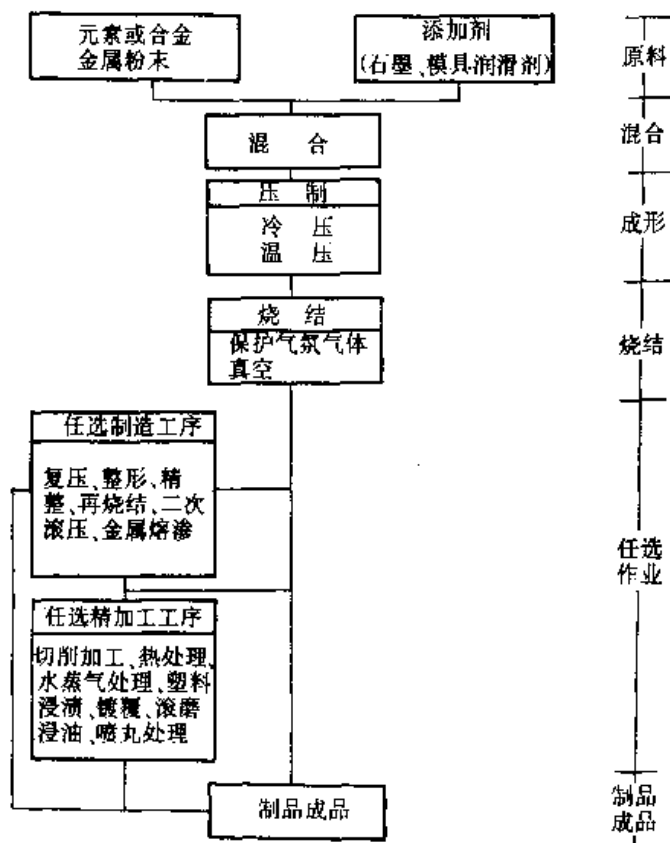 元素或合金
金属粉末
添加剂
(石墨、模具润滑剂)
原料
混合
混合
压制
冷压
温压
成形
烧结
保护气氛气体
真空
烧结
任选制造工序
复压、整形、精
整、再烧结、二次
滚压、金属熔渗
任选
作业
任选精加工工序
切削加工、热处理、
水蒸气处理、塑料
浸渍、镀覆、滚磨
浸油、喷丸处理
制品成品
制品
成品